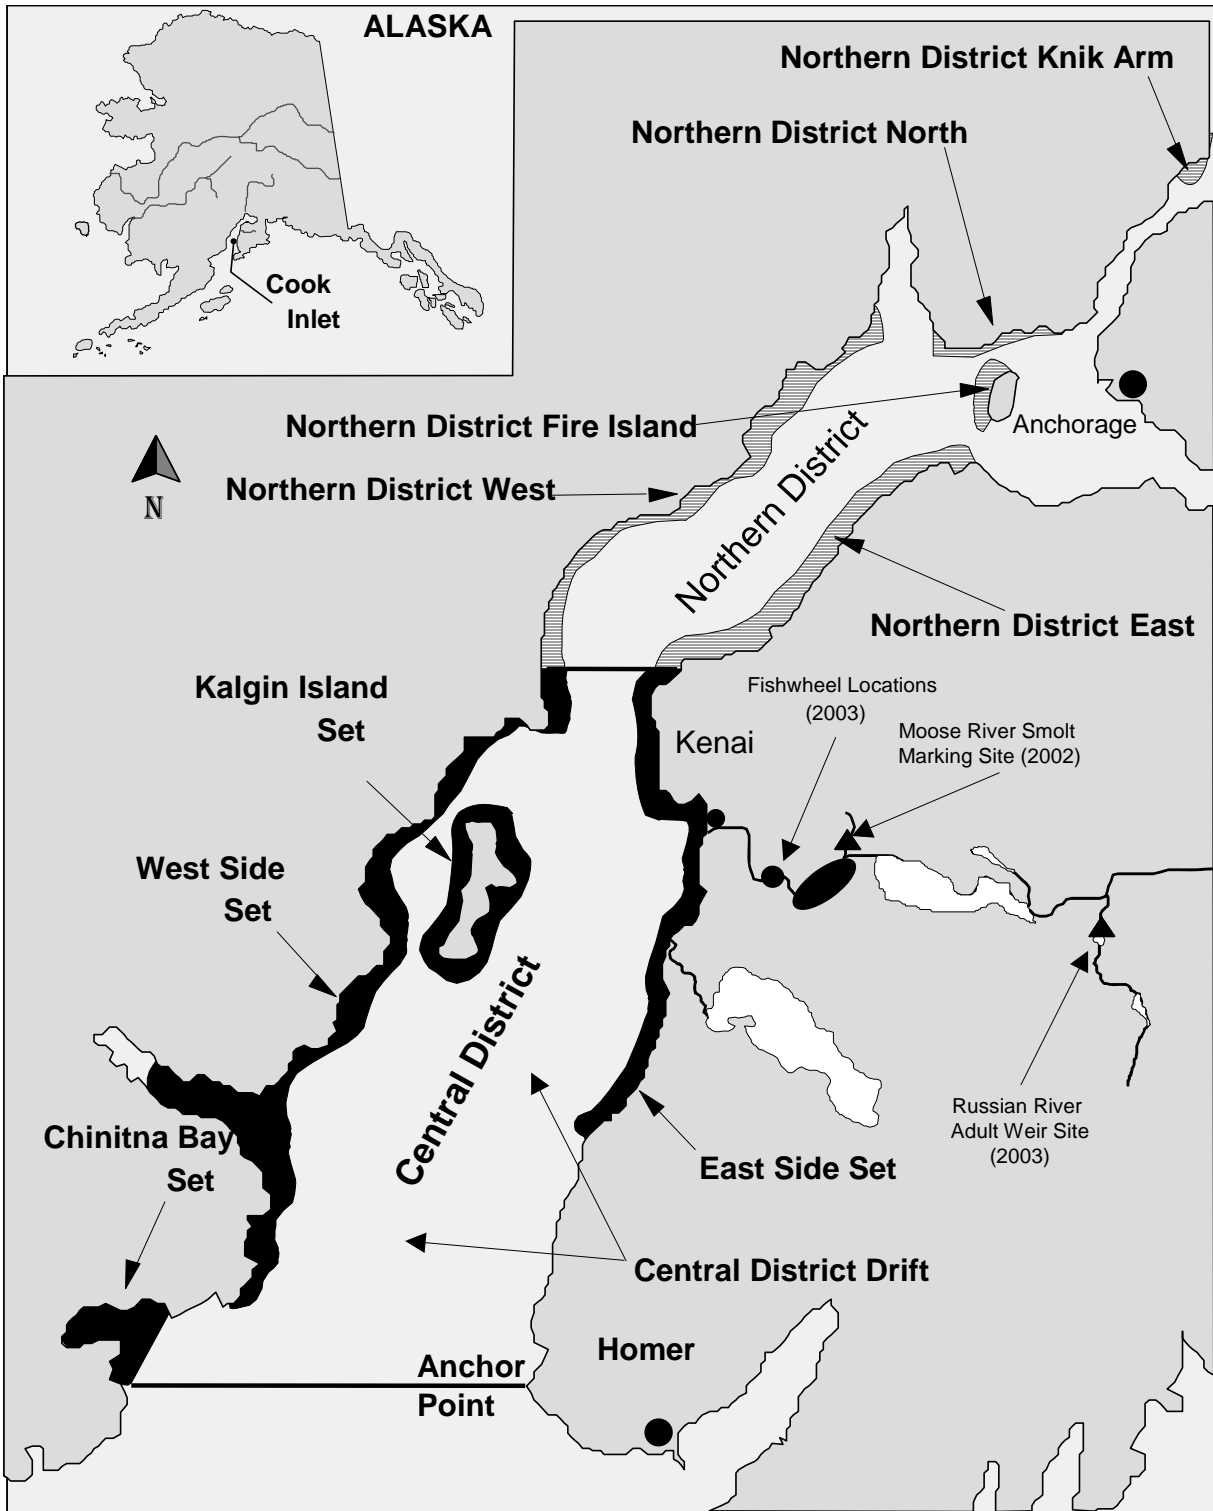 ALASKA
Northern District Knik Arm
Northern District North
Cook
Inlet
Anchorage
Northern District Fire Island
Northern District West
N
Northern District
Northern District East
Kalgin Island
Set
Fishwheel Locations
(2003)
Moose River Smolt
Marking Site (2002)
Kenai
West Side
Set
Central District
Chinitna Bay
Set
East Side Set
Russian River
Adult Weir Site
(2003)
Central District Drift
Homer
Anchor
Point